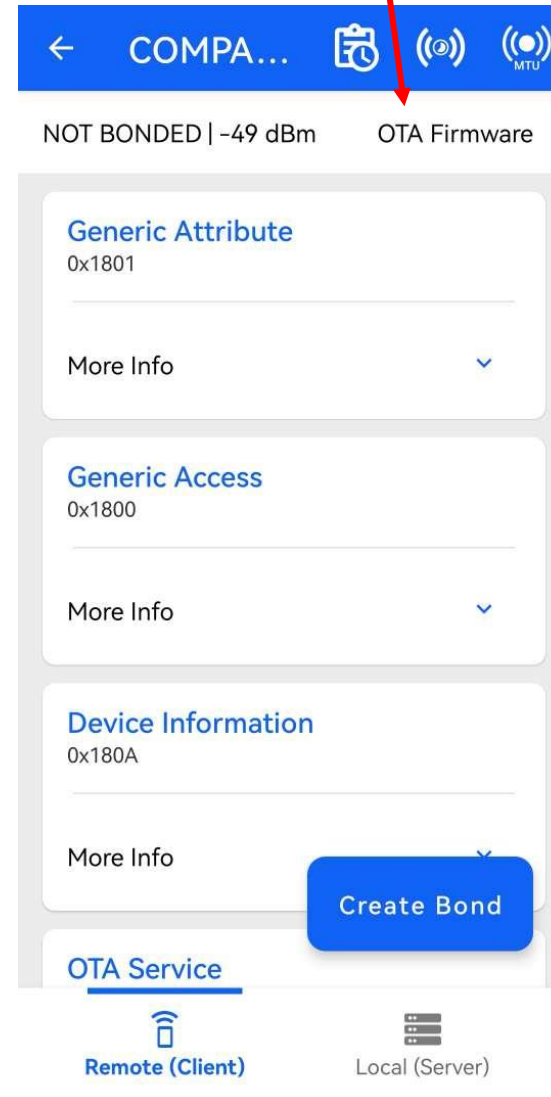 COMPA...
MTU
NOT BONDED | -49 dBm OTA Firmware
Generic Attribute
0x1801
More Info
Generic Access
0x1800
More Info
Device Information
0x180A
More Info
Create Bond
OTA Service
Remote (Client) Local (Server)